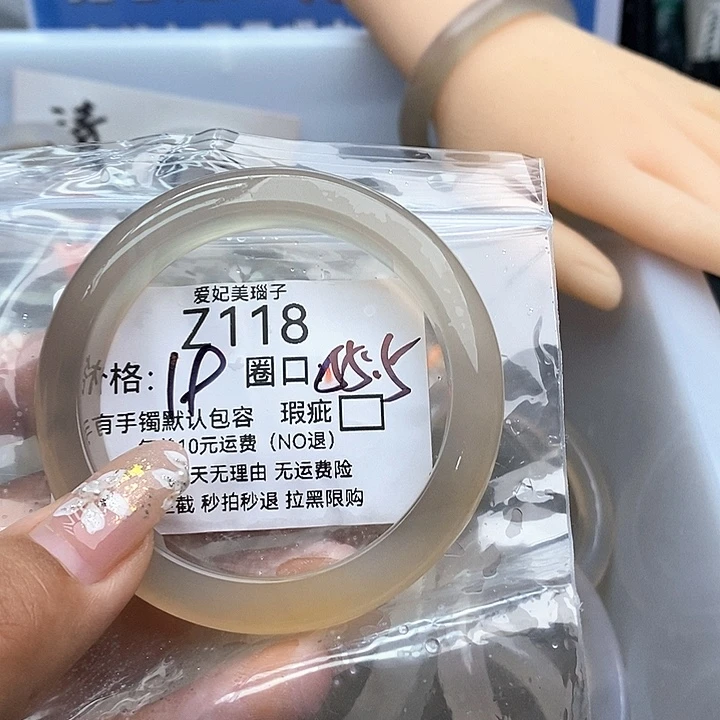 爱妃美瑙子
Z118
价格: 圈口 55.5
有手镯默认包容 瑕疵
10元运费（NO退）
天无理由 无运费险
截 秒拍秒退 拉黑限购